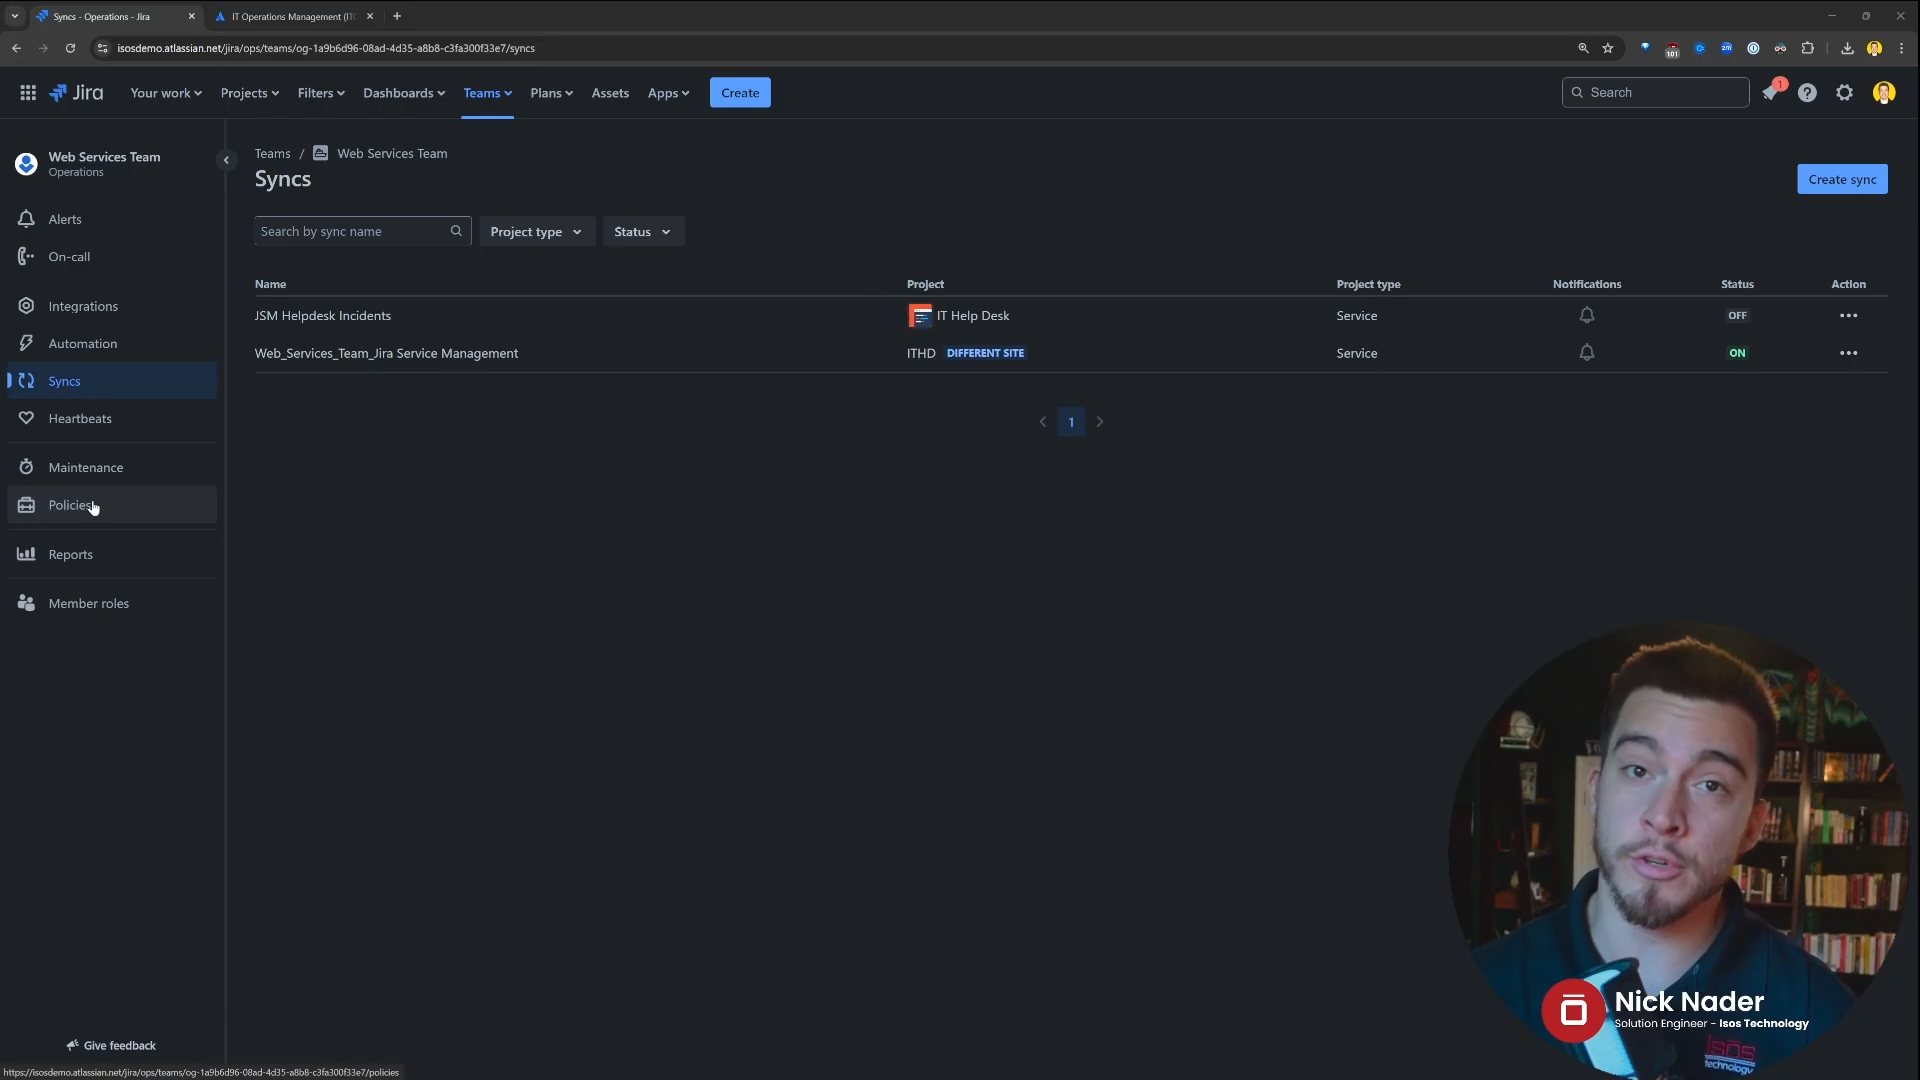 Syncs - Operations - Jira
IT Operations Management (IT
isosdemo.atlassian.net/jira/ops/teams/og-1a9b6d96-08ad-4d35-a8b8-c3fa300f33e7/syncs
101
zm
Jira
Your work
Projects
Filters
Dashboards
Teams
Plans
Assets
Apps
Create
Search
1
Web Services Team
Operations
Alerts
On-call
Integrations
Automation
Syncs
Heartbeats
Maintenance
Policies
Reports
Member roles
Give feedback
Teams / Web Services Team
Syncs
Create sync
Search by sync name
Project type
Status
Name Project Project type Notifications Status Action
JSM Helpdesk Incidents IT Help Desk Service OFF
Web_Services_Team_Jira Service Management ITHD DIFFERENT SITE Service ON
1
Nick Nader
Solution Engineer - Isos Technology
Isos
technology
https://isosdemo.atlassian.net/jira/ops/teams/og-1a9b6d96-08ad-4d35-a8b8-c3fa300f33e7/policies